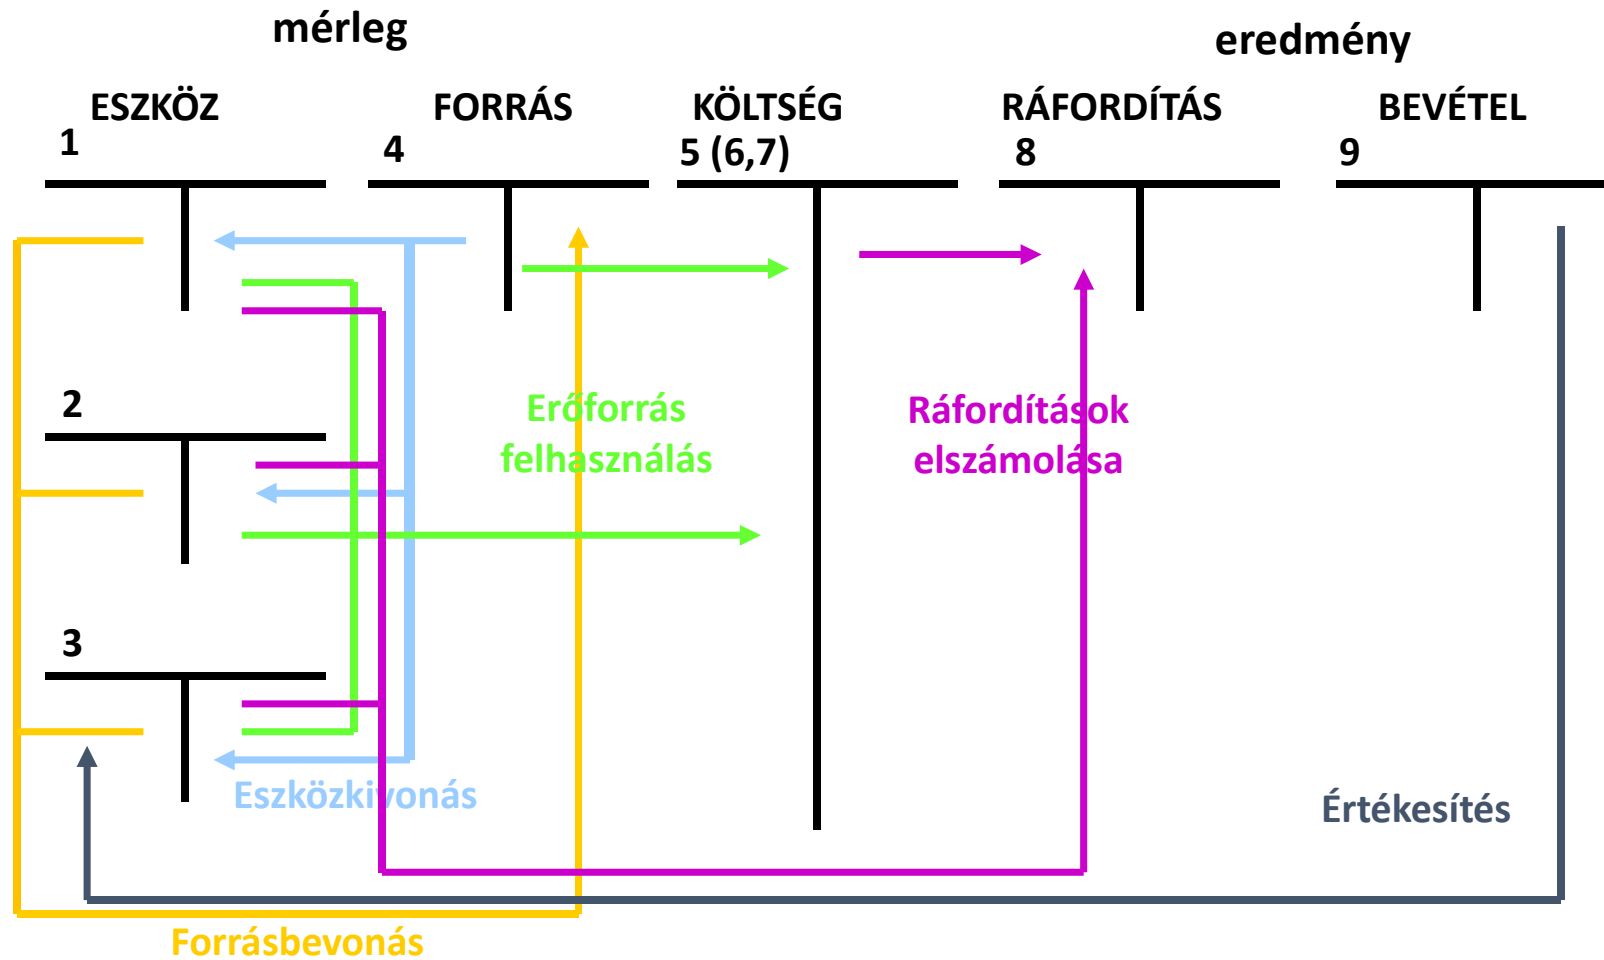 mérleg
eredmény
ESZKÖZ
FORRÁS
KÖLTSÉG
RÁFORDÍTÁS
BEVÉTEL
1
4
5 (6,7)
8
9
2
Erőforrás
felhasználás
Ráfordítások
elszámolása
3
Eszközkivonás
Értékesítés
Forrásbevonás